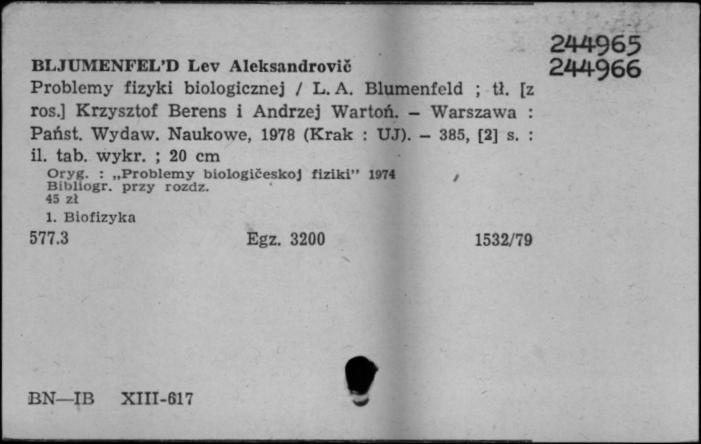 244965
244966
BLJUMENFEL'D Lev Aleksandrovič
Problemy fizyki biologicznej / L. A. Blumenfeld ; tł. [z
ros.] Krzysztof Berens i Andrzej Wartoń. – Warszawa :
Państ. Wydaw. Naukowe, 1978 (Krak : UJ). – 385, [2] s. :
il. tab. wykr. ; 20 cm
Oryg. : „Problemy biologičeskoj fiziki” 1974
Bibliogr. przy rozdz.
45 zł
1. Biofizyka
577.3 Egz. 3200 1532/79
BN—IB XIII-617